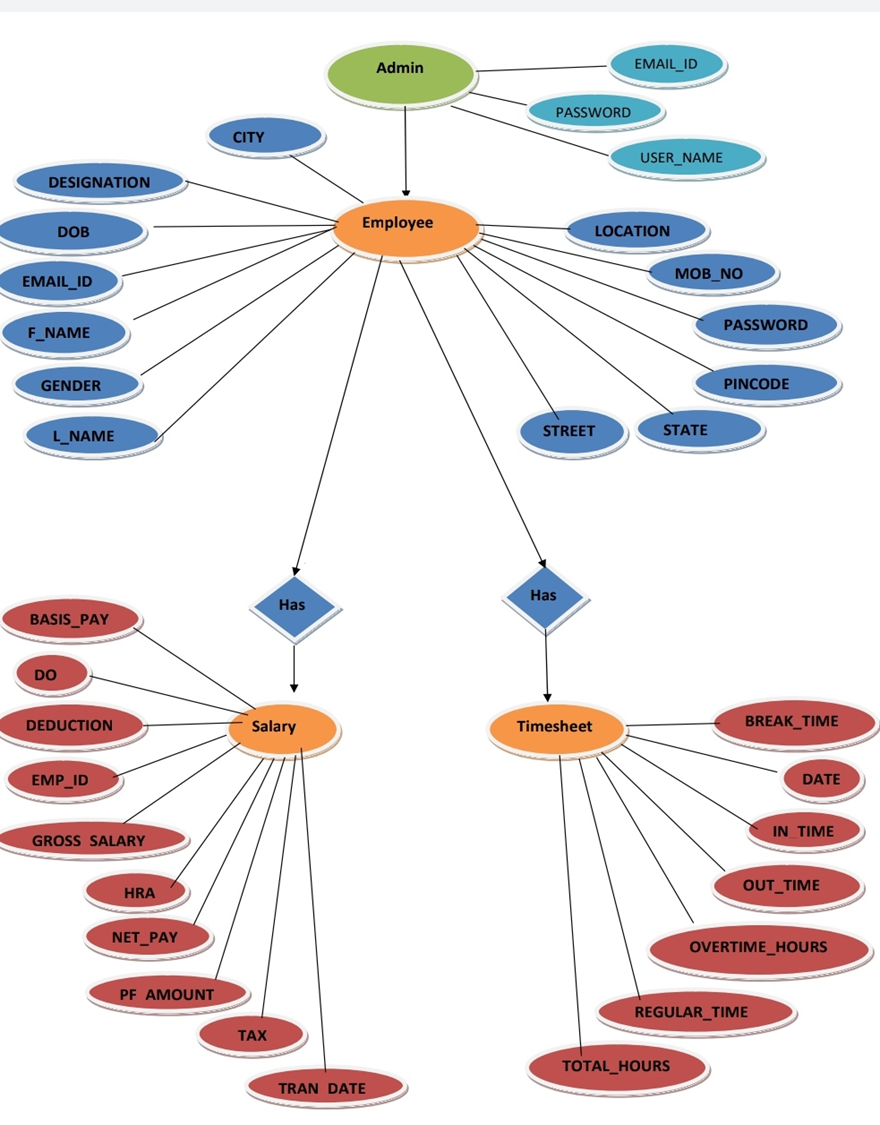 Admin
EMAIL_ID
PASSWORD
USER_NAME
CITY
DESIGNATION
Employee
DOB
LOCATION
EMAIL_ID
MOB_NO
F_NAME
PASSWORD
GENDER
PINCODE
L_NAME
STREET
STATE
Has
Has
BASIS_PAY
DO
DEDUCTION
Salary
Timesheet
BREAK_TIME
EMP_ID
DATE
GROSS SALARY
IN_TIME
HRA
OUT_TIME
NET_PAY
OVERTIME_HOURS
PF AMOUNT
REGULAR_TIME
TAX
TOTAL_HOURS
TRAN DATE